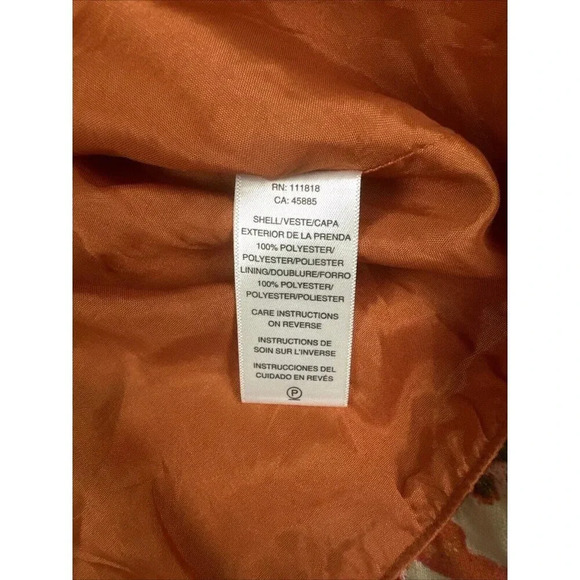 RN: 111818
CA: 45885
SHELL/VESTE/CAPA
EXTERIOR DE LA PRENDA
100% POLYESTER/
POLYESTER/POLIESTER
LINING/DOUBLURE/FORRO
100% POLYESTER/
POLYESTER/POLIESTER
CARE INSTRUCTIONS
ON REVERSE
INSTRUCTIONS DE
SOIN SUR L'INVERSE
INSTRUCCIONES DEL
CUIDADO EN REVÉS
P